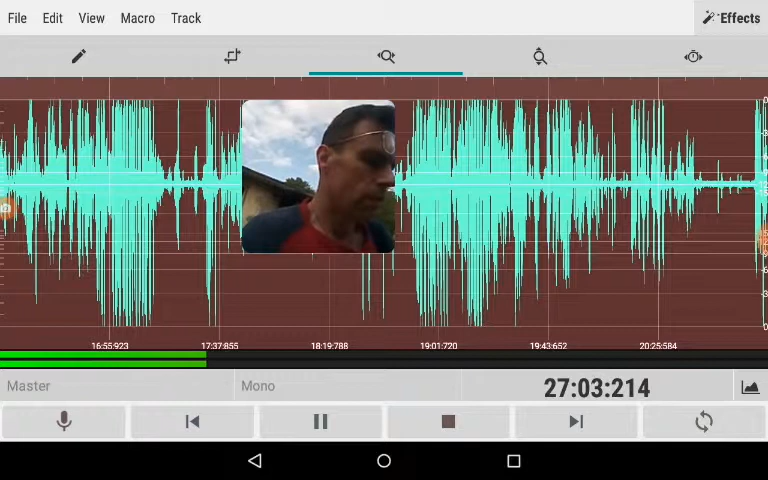 File Edit View Macro Track Effects
16:55:923 17:37:855 18:19:788 19:01:720 19:43:652 20:25:584
Master Mono 27:03:214